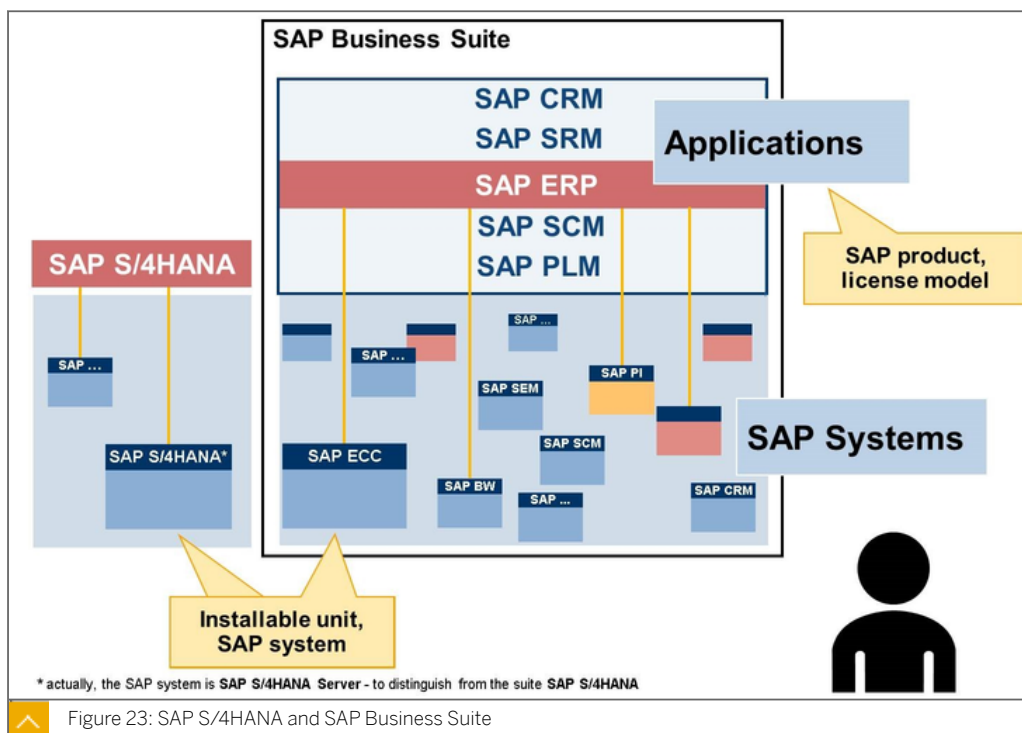 SAP Business Suite
SAP CRM
SAP SRM
Applications
SAP ERP
SAP SCM
SAP PLM
SAP product,
license model
SAP S/4HANA
SAP ...
SAP S/4HANA*
SAP ...
SAP ...
SAP PI
SAP SEM
SAP Systems
SAP SCM
SAP ECC
SAP BW
SAP ...
SAP CRM
Installable unit,
SAP system
* actually, the SAP system is SAP S/4HANA Server - to distinguish from the suite SAP S/4HANA
Figure 23: SAP S/4HANA and SAP Business Suite